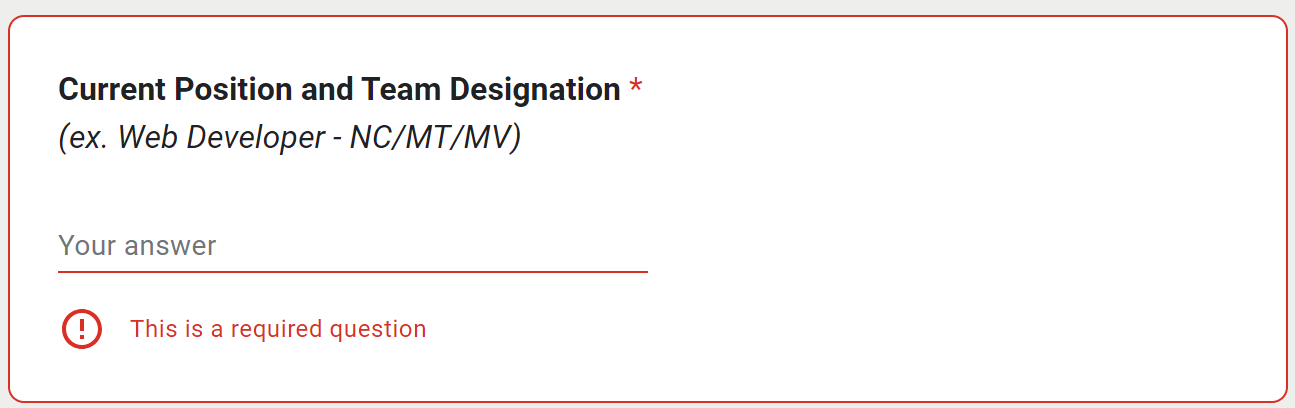 Current Position and Team Designation *
(ex. Web Developer - NC/MT/MV)
Your answer
This is a required question